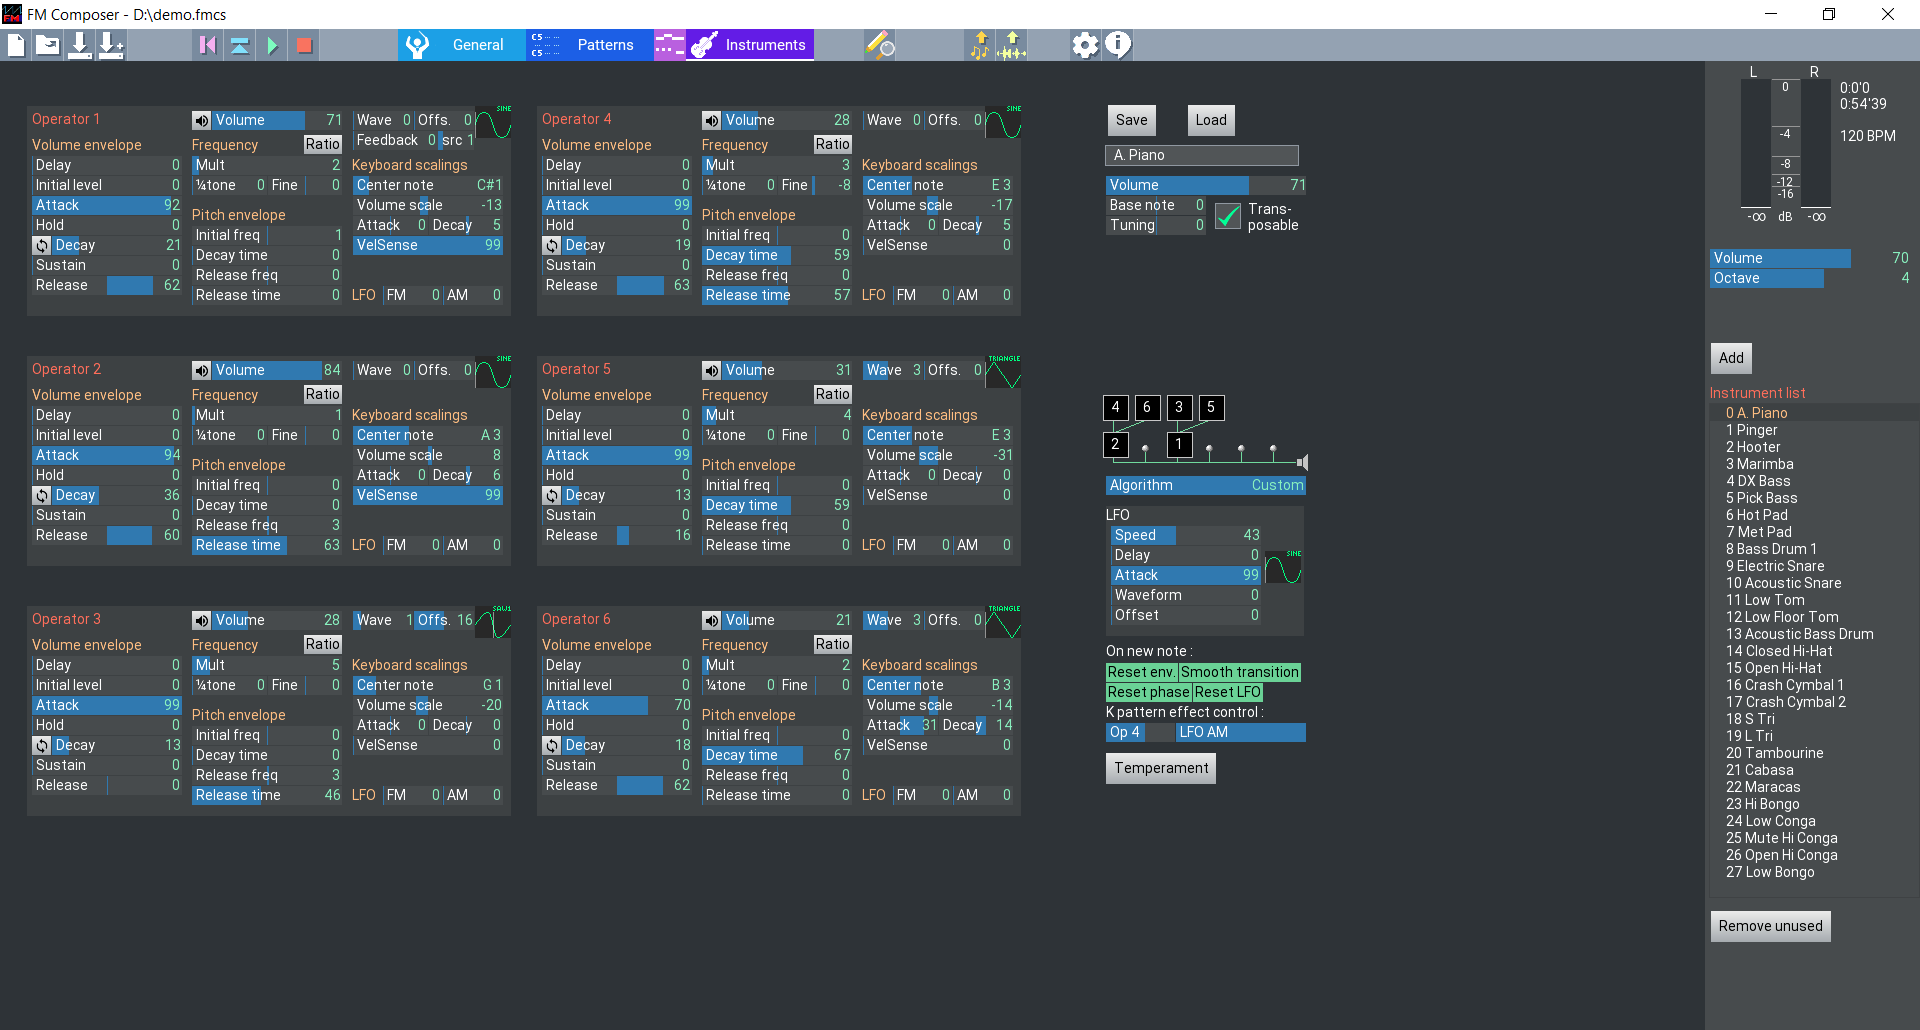 FM Composer - D:\demo.fmcs
General
Patterns
Instruments
Operator 1
Volume 71
Wave 0 Offs. 0
SINE
Feedback 0 src 1
Volume envelope
Frequency Ratio
Delay 0
Mult 2
Keyboard scalings
Initial level 0
¼tone 0 Fine 0
Center note C#1
Attack 92
Volume scale -13
Hold 0
Pitch envelope
Attack 0 Decay 5
Decay 21
Initial freq 1
VelSense 99
Sustain 0
Decay time 0
Release 62
Release freq 0
Release time 0
LFO FM 0 AM 0
Operator 4
Volume 28
Wave 0 Offs. 0
SINE
Volume envelope
Frequency Ratio
Delay 0
Mult 3
Keyboard scalings
Initial level 0
¼tone 0 Fine -8
Center note E 3
Attack 99
Volume scale -17
Hold 0
Pitch envelope
Attack 0 Decay 5
Decay 19
Initial freq 0
VelSense 0
Sustain 0
Decay time 59
Release 63
Release freq 0
Release time 57
LFO FM 0 AM 0
Operator 2
Volume 84
Wave 0 Offs. 0
SINE
Volume envelope
Frequency Ratio
Delay 0
Mult 1
Keyboard scalings
Initial level 0
¼tone 0 Fine 0
Center note A 3
Attack 94
Volume scale 8
Hold 0
Pitch envelope
Attack 0 Decay 6
Decay 36
Initial freq 0
VelSense 99
Sustain 0
Decay time 0
Release 60
Release freq 3
Release time 63
LFO FM 0 AM 0
Operator 5
Volume 31
Wave 3 Offs. 0
TRIANGLE
Volume envelope
Frequency Ratio
Delay 0
Mult 4
Keyboard scalings
Initial level 0
¼tone 0 Fine 0
Center note E 3
Attack 99
Volume scale -31
Hold 0
Pitch envelope
Attack 0 Decay 0
Decay 13
Initial freq 0
VelSense 0
Sustain 0
Decay time 59
Release 16
Release freq 0
Release time 0
LFO FM 0 AM 0
Operator 3
Volume 28
Wave 1 Offs. 16
SAW1
Volume envelope
Frequency Ratio
Delay 0
Mult 5
Keyboard scalings
Initial level 0
¼tone 0 Fine 0
Center note G 1
Attack 99
Volume scale -20
Hold 0
Pitch envelope
Attack 0 Decay 0
Decay 13
Initial freq 0
VelSense 0
Sustain 0
Decay time 0
Release 0
Release freq 3
Release time 46
LFO FM 0 AM 0
Operator 6
Volume 21
Wave 3 Offs. 0
TRIANGLE
Volume envelope
Frequency Ratio
Delay 0
Mult 2
Keyboard scalings
Initial level 0
¼tone 0 Fine 0
Center note B 3
Attack 70
Volume scale -14
Hold 0
Pitch envelope
Attack 31 Decay 14
Decay 18
Initial freq 0
VelSense 0
Sustain 0
Decay time 67
Release 62
Release freq 0
Release time 0
LFO FM 0 AM 0
Save Load
A. Piano
Volume 71
Base note 0
Tuning 0
Trans-
posable
4 6 3 5
2 1
Algorithm Custom
LFO
Speed 43
Delay 0
SINE
Attack 99
Waveform 0
Offset 0
On new note :
Reset env. Smooth transition
Reset phase Reset LFO
K pattern effect control :
Op 4 LFO AM
Temperament
L R
0
-4
-8
-12
-16
-∞ dB -∞
0:0'0
0:54'39
120 BPM
Volume 70
Octave 4
Add
Instrument list
0 A. Piano
1 Pinger
2 Hooter
3 Marimba
4 DX Bass
5 Pick Bass
6 Hot Pad
7 Met Pad
8 Bass Drum 1
9 Electric Snare
10 Acoustic Snare
11 Low Tom
12 Low Floor Tom
13 Acoustic Bass Drum
14 Closed Hi-Hat
15 Open Hi-Hat
16 Crash Cymbal 1
17 Crash Cymbal 2
18 S Tri
19 L Tri
20 Tambourine
21 Cabasa
22 Maracas
23 Hi Bongo
24 Low Conga
25 Mute Hi Conga
26 Open Hi Conga
27 Low Bongo
Remove unused